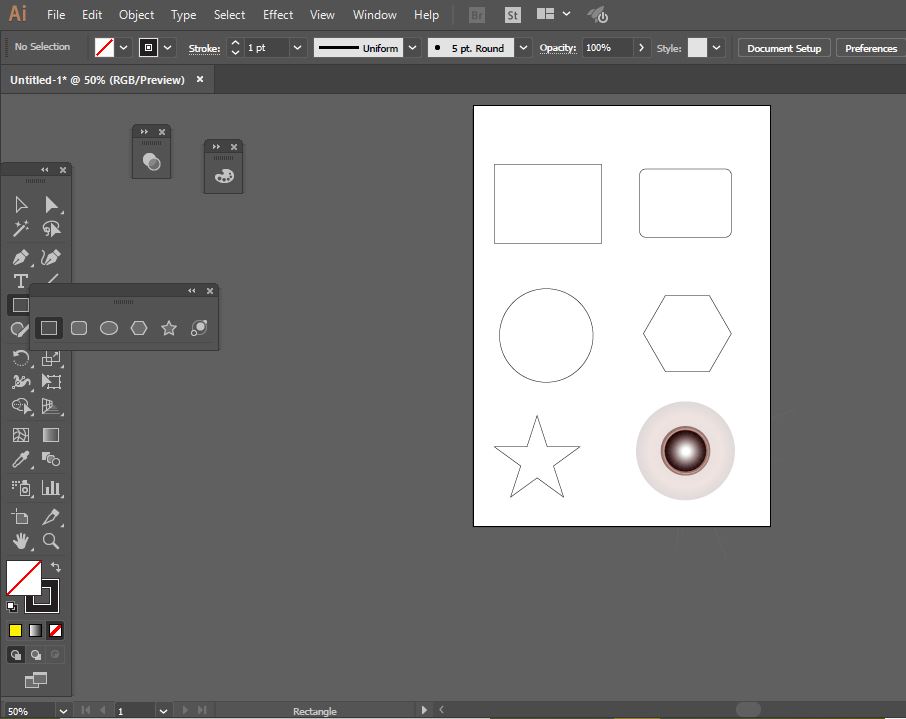 Ai File Edit Object Type Select Effect View Window Help Br St
No Selection Stroke: 1 pt Uniform 5 pt. Round Opacity: 100% Style: Document Setup Preferences
Untitled-1* @ 50% (RGB/Preview) ×
T
50% 1 Rectangle